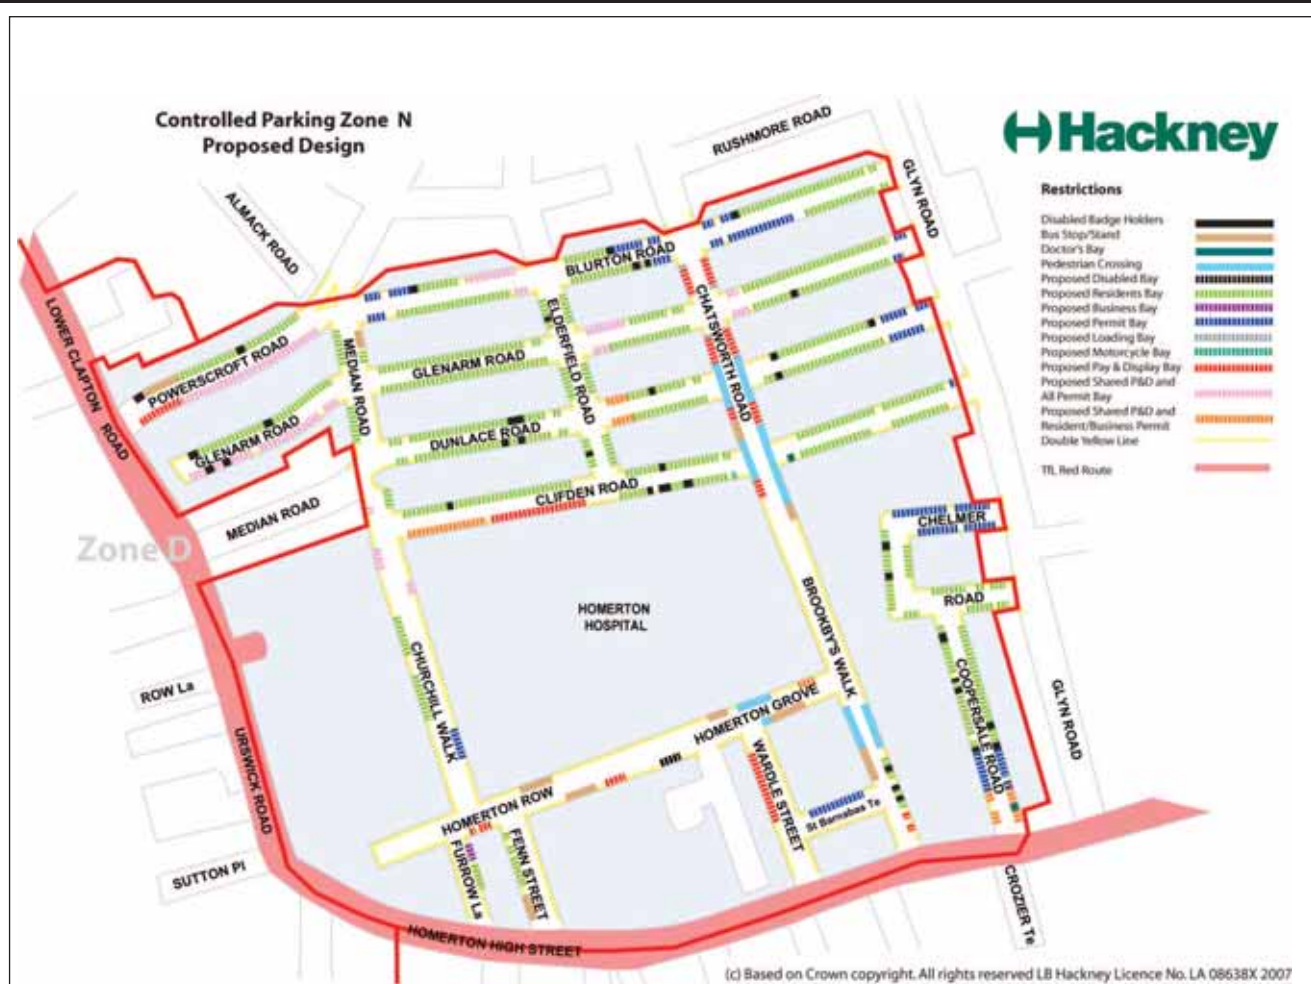 Controlled Parking Zone N
Proposed Design
Hackney
RUSHMORE ROAD
GLYN ROAD
ALMACK ROAD
Restrictions
Disabled Badge Holders
Bus Stop/Stand
Doctor's Bay
Pedestrian Crossing
Proposed Disabled Bay
Proposed Residents Bay
Proposed Business Bay
Proposed Permit Bay
Proposed Loading Bay
Proposed Motorcycle Bay
Proposed Pay & Display Bay
Proposed Shared P&D and
All Permit Bay
Proposed Shared P&D and
Resident/Business Permit
Double Yellow Line
TfL Red Route
LOWER CLAPTON ROAD
BLURTON ROAD
POWERSCROFT ROAD
MEDIAN ROAD
GLENARM ROAD
ELDERFIELD ROAD
CHATSWORTH ROAD
GLENARM ROAD
DUNLACE ROAD
CLIFDEN ROAD
MEDIAN ROAD
Zone D
CHELMER
ROAD
HOMERTON
HOSPITAL
BROOKBY'S WALK
CHURCHILL WALK
COOPERSALE ROAD
GLYN ROAD
ROW La
URSWICK ROAD
HOMERTON GROVE
WARDLE STREET
HOMERTON ROW
St Barnabas Te
FENN STREET
FURROW La
SUTTON Pl
CROZIER Te
HOMERTON HIGH STREET
(c) Based on Crown copyright. All rights reserved LB Hackney Licence No. LA 08638X 2007